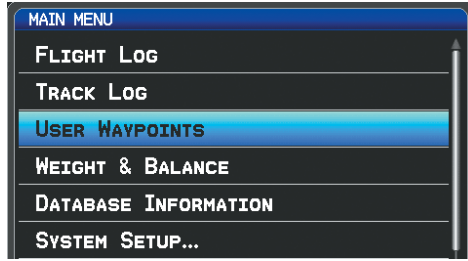 MAIN MENU
FLIGHT LOG
TRACK LOG
USER WAYPOINTS
WEIGHT & BALANCE
DATABASE INFORMATION
SYSTEM SETUP...